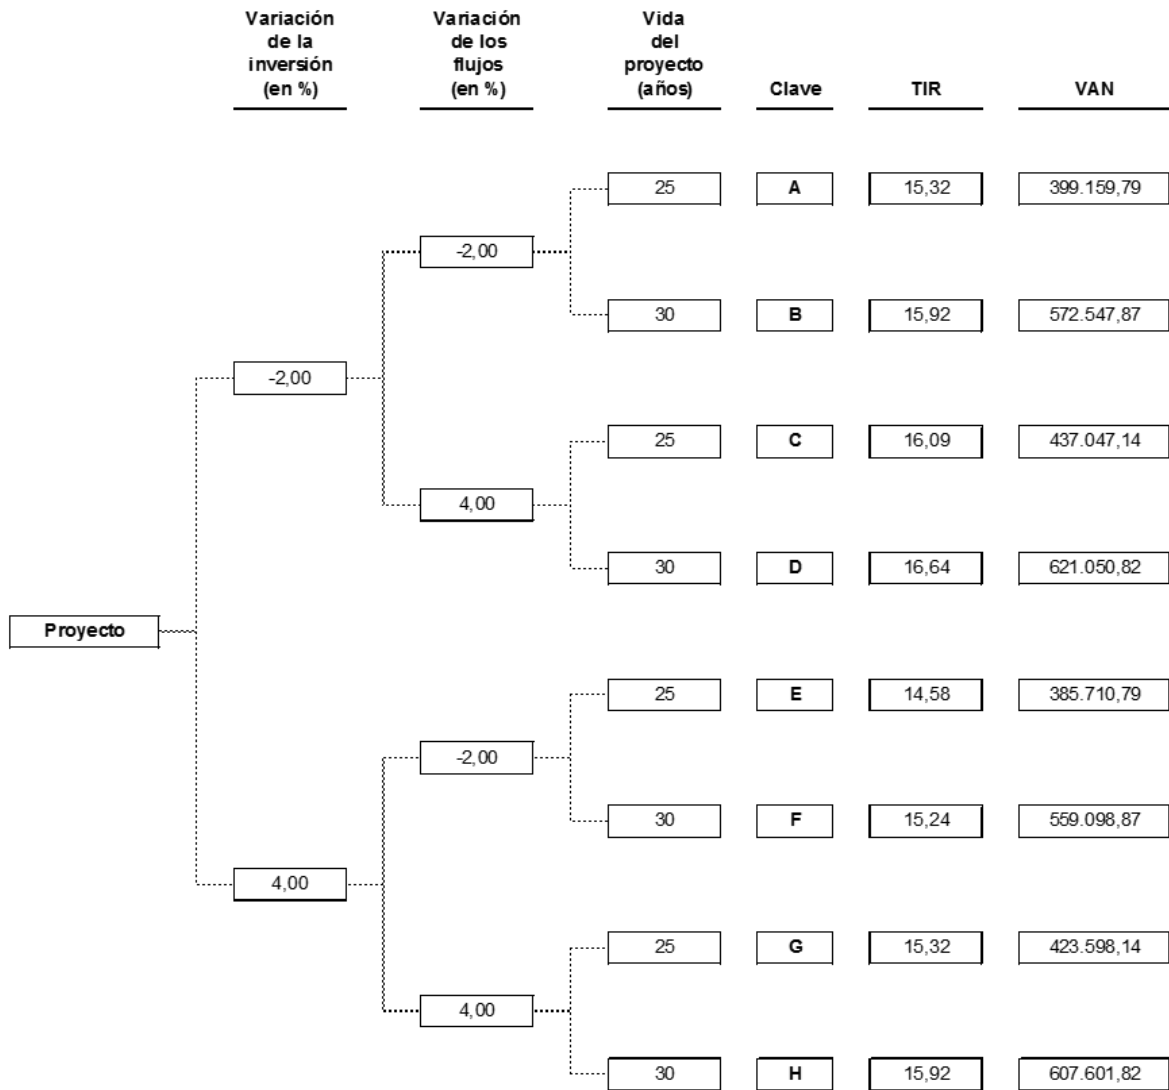 Variación
de la
inversión
(en %)
Variación
de los
flujos
(en %)
Vida
del
proyecto
(años)
Clave
TIR
VAN
25 A 15,32 399.159,79
-2,00
30 B 15,92 572.547,87
-2,00
25 C 16,09 437.047,14
4,00
30 D 16,64 621.050,82
Proyecto
25 E 14,58 385.710,79
-2,00
30 F 15,24 559.098,87
4,00
25 G 15,32 423.598,14
4,00
30 H 15,92 607.601,82